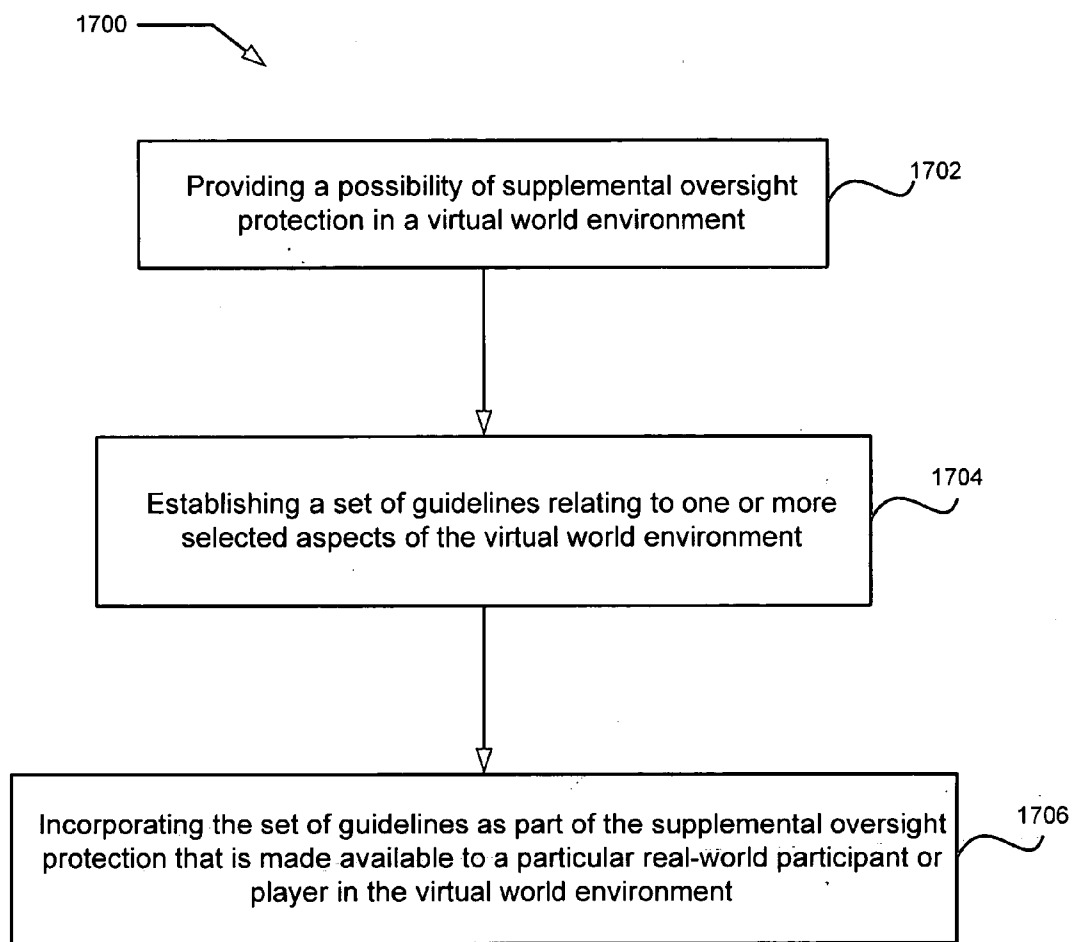 1700
Providing a possibility of supplemental oversight
protection in a virtual world environment
1702
Establishing a set of guidelines relating to one or more
selected aspects of the virtual world environment
1704
Incorporating the set of guidelines as part of the supplemental oversight
protection that is made available to a particular real-world participant or
player in the virtual world environment
1706